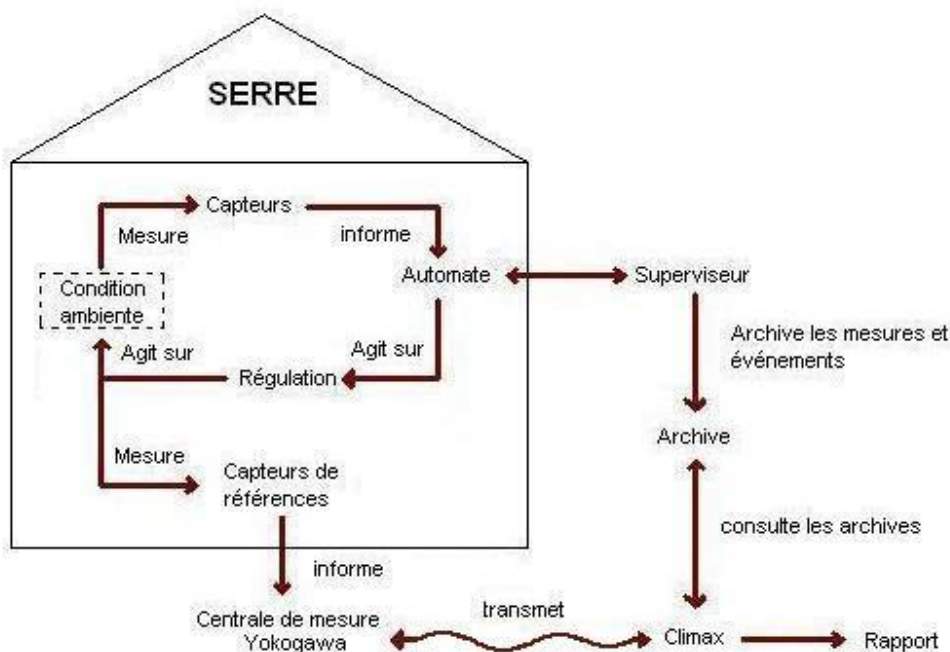 SERRE
Capteurs
Mesure
informe
Condition
ambiente
Automate
Superviseur
Agit sur
Agit sur
Régulation
Archive les mesures et
événements
Archive
Mesure
Capteurs de
références
consulte les archives
informe
Centrale de mesure
Yokogawa
transmet
Climax
Rapport